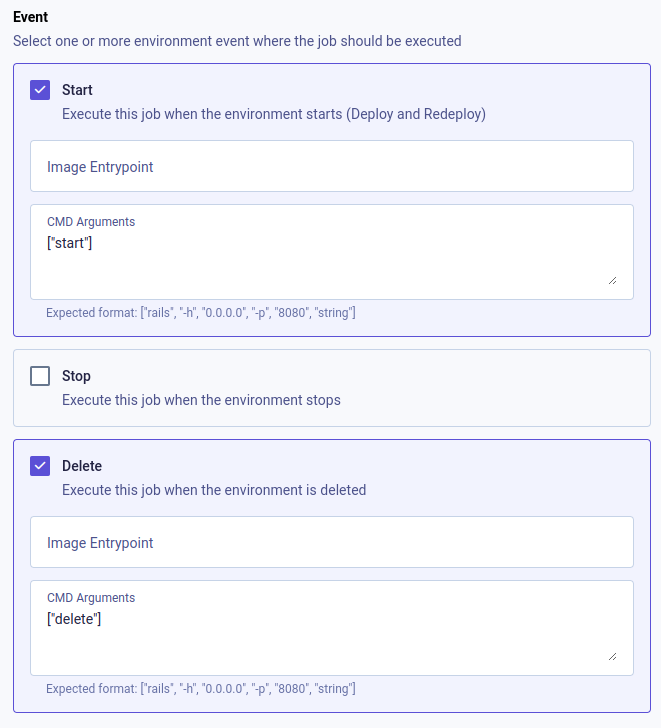 Event
Select one or more environment event where the job should be executed
Start
Execute this job when the environment starts (Deploy and Redeploy)
Image Entrypoint
CMD Arguments
["start"]
Expected format: ["rails", "-h", "0.0.0.0", "-p", "8080", "string"]
Stop
Execute this job when the environment stops
Delete
Execute this job when the environment is deleted
Image Entrypoint
CMD Arguments
["delete"]
Expected format: ["rails", "-h", "0.0.0.0", "-p", "8080", "string"]